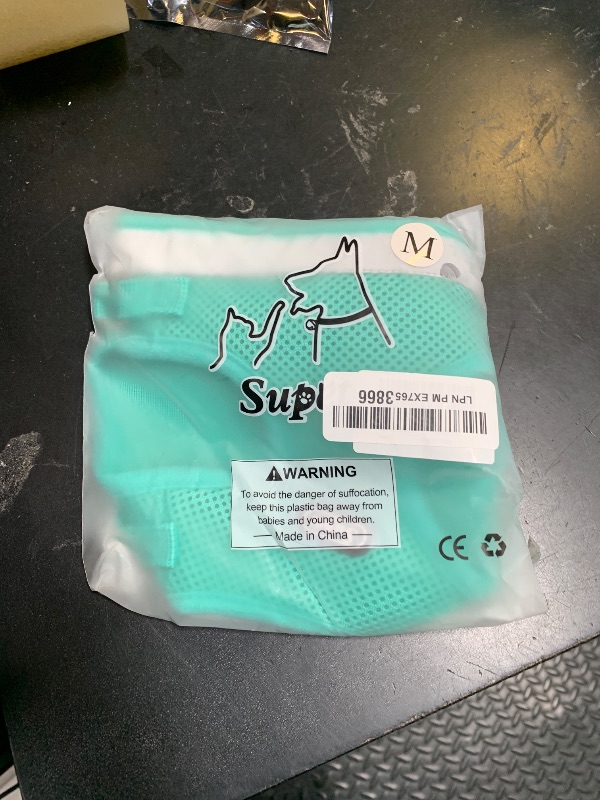 M
Sup
LPN PM EX7653866
WARNING
To avoid the danger of suffocation,
keep this plastic bag away from
babies and young children.
Made in China
CE